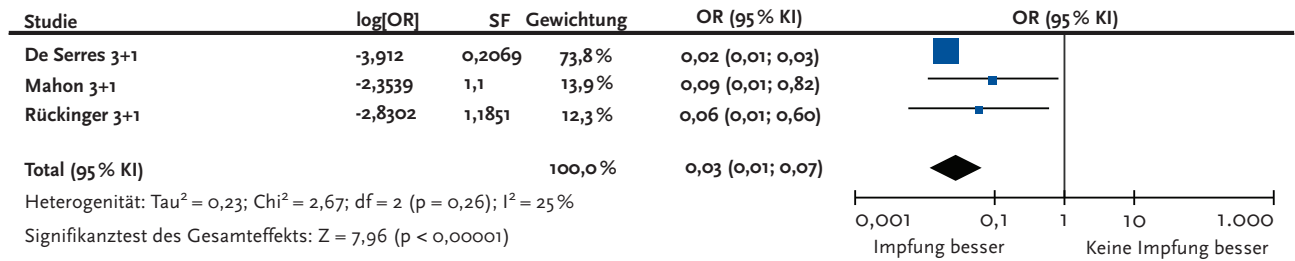 Studie log[OR] SF Gewichtung OR (95 % KI) OR (95 % KI)
De Serres 3+1 -3,912 0,2069 73,8 % 0,02 (0,01; 0,03)
Mahon 3+1 -2,3539 1,1 13,9 % 0,09 (0,01; 0,82)
Rückinger 3+1 -2,8302 1,1851 12,3 % 0,06 (0,01; 0,60)
Total (95 % KI) 100,0 % 0,03 (0,01; 0,07)
Heterogenität: Tau² = 0,23; Chi² = 2,67; df = 2 (p = 0,26); I² = 25 %
Signifikanztest des Gesamteffekts: Z = 7,96 (p < 0,00001)
0,001 0,1 1 10 1.000
Impfung besser Keine Impfung besser